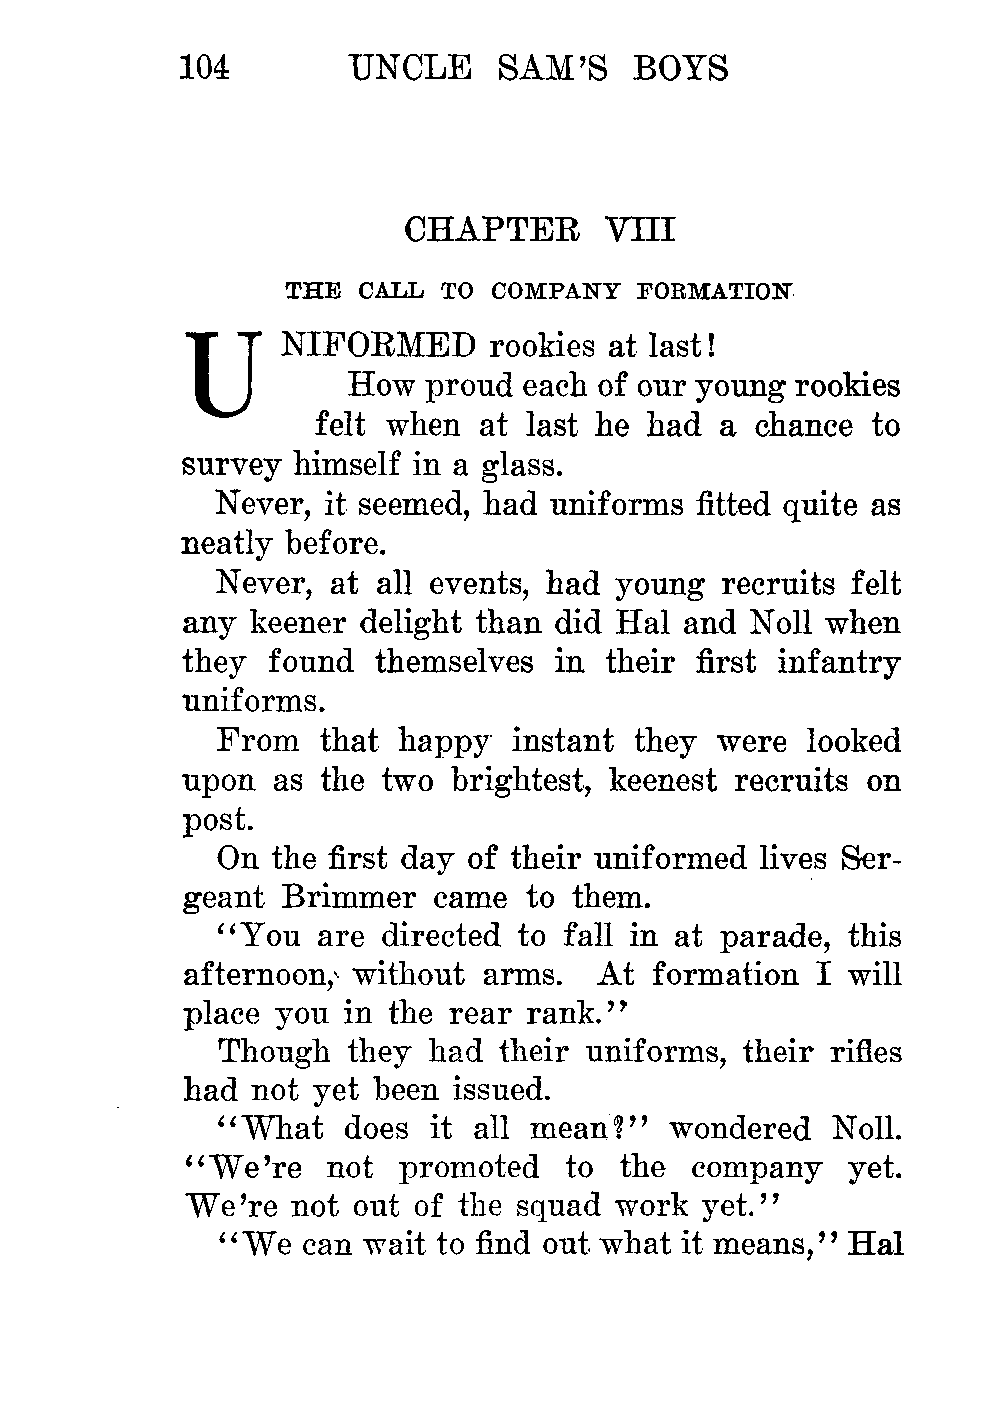 104 UNCLE SAM'S BOYS
CHAPTER VIII
THE CALL TO COMPANY FORMATION
UNIFORMED rookies at last!
How proud each of our young rookies
felt when at last he had a chance to
survey himself in a glass.
Never, it seemed, had uniforms fitted quite as
neatly before.
Never, at all events, had young recruits felt
any keener delight than did Hal and Noll when
they found themselves in their first infantry
uniforms.
From that happy instant they were looked
upon as the two brightest, keenest recruits on
post.
On the first day of their uniformed lives Ser-
geant Brimmer came to them.
"You are directed to fall in at parade, this
afternoon, without arms. At formation I will
place you in the rear rank."
Though they had their uniforms, their rifles
had not yet been issued.
"What does it all mean?" wondered Noll.
"We're not promoted to the company yet.
We're not out of the squad work yet."
"We can wait to find out what it means," Hal